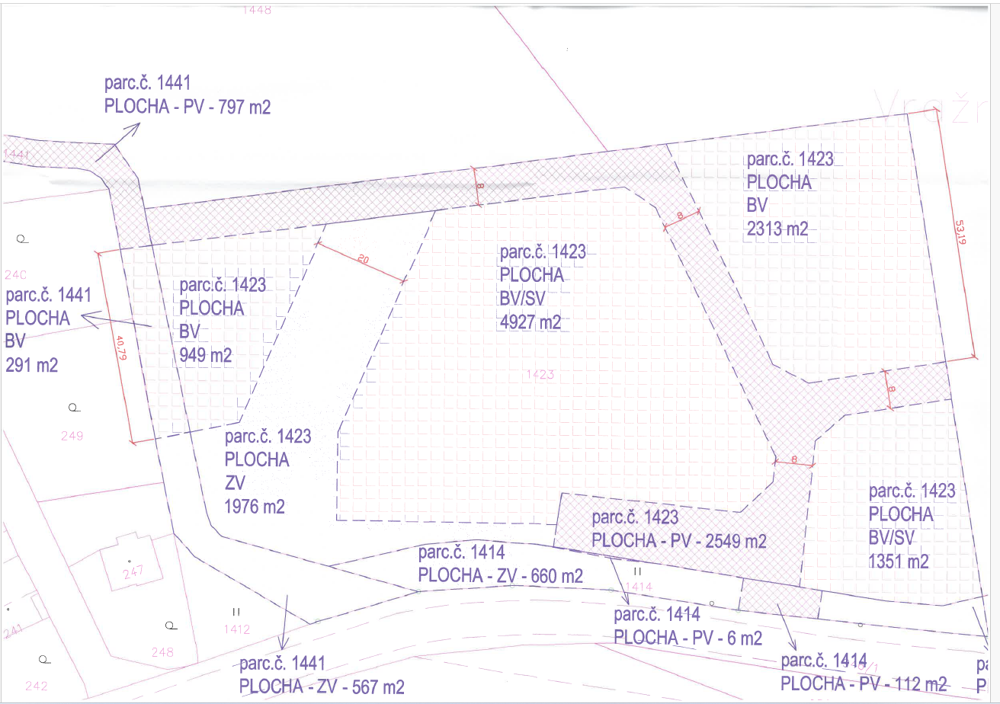 1448
parc.č. 1441
PLOCHA - PV - 797 m2
1441
parc.č. 1423
PLOCHA
BV
2313 m2
8
8
53,19
20
parc.č. 1423
PLOCHA
BV/SV
4927 m2
240
parc.č. 1441
PLOCHA
BV
291 m2
40,79
parc.č. 1423
PLOCHA
BV
949 m2
1423
8
249
parc.č. 1423
PLOCHA
ZV
1976 m2
8
parc.č. 1423
PLOCHA
BV/SV
1351 m2
parc.č. 1423
PLOCHA - PV - 2549 m2
parc.č. 1414
PLOCHA - ZV - 660 m2
1414
247
241
248
242
1412
parc.č. 1414
PLOCHA - PV - 6 m2
parc.č. 1441
PLOCHA - ZV - 567 m2
parc.č. 1414
PLOCHA - PV - 112 m2